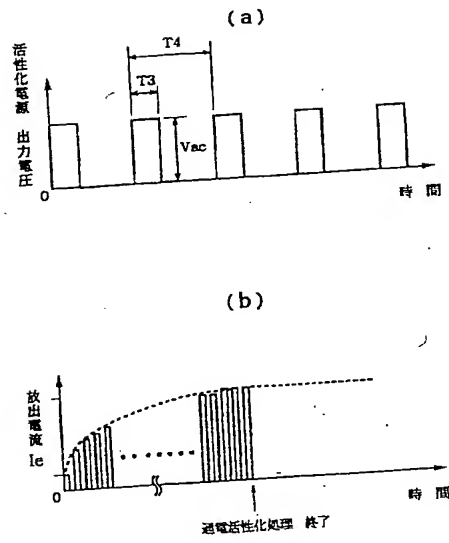 (a)
活性化電源 出力電圧
T4
T3
Vac
0
時間
(b)
放出電流 Ie
0
時間
通電活性化処理 終了